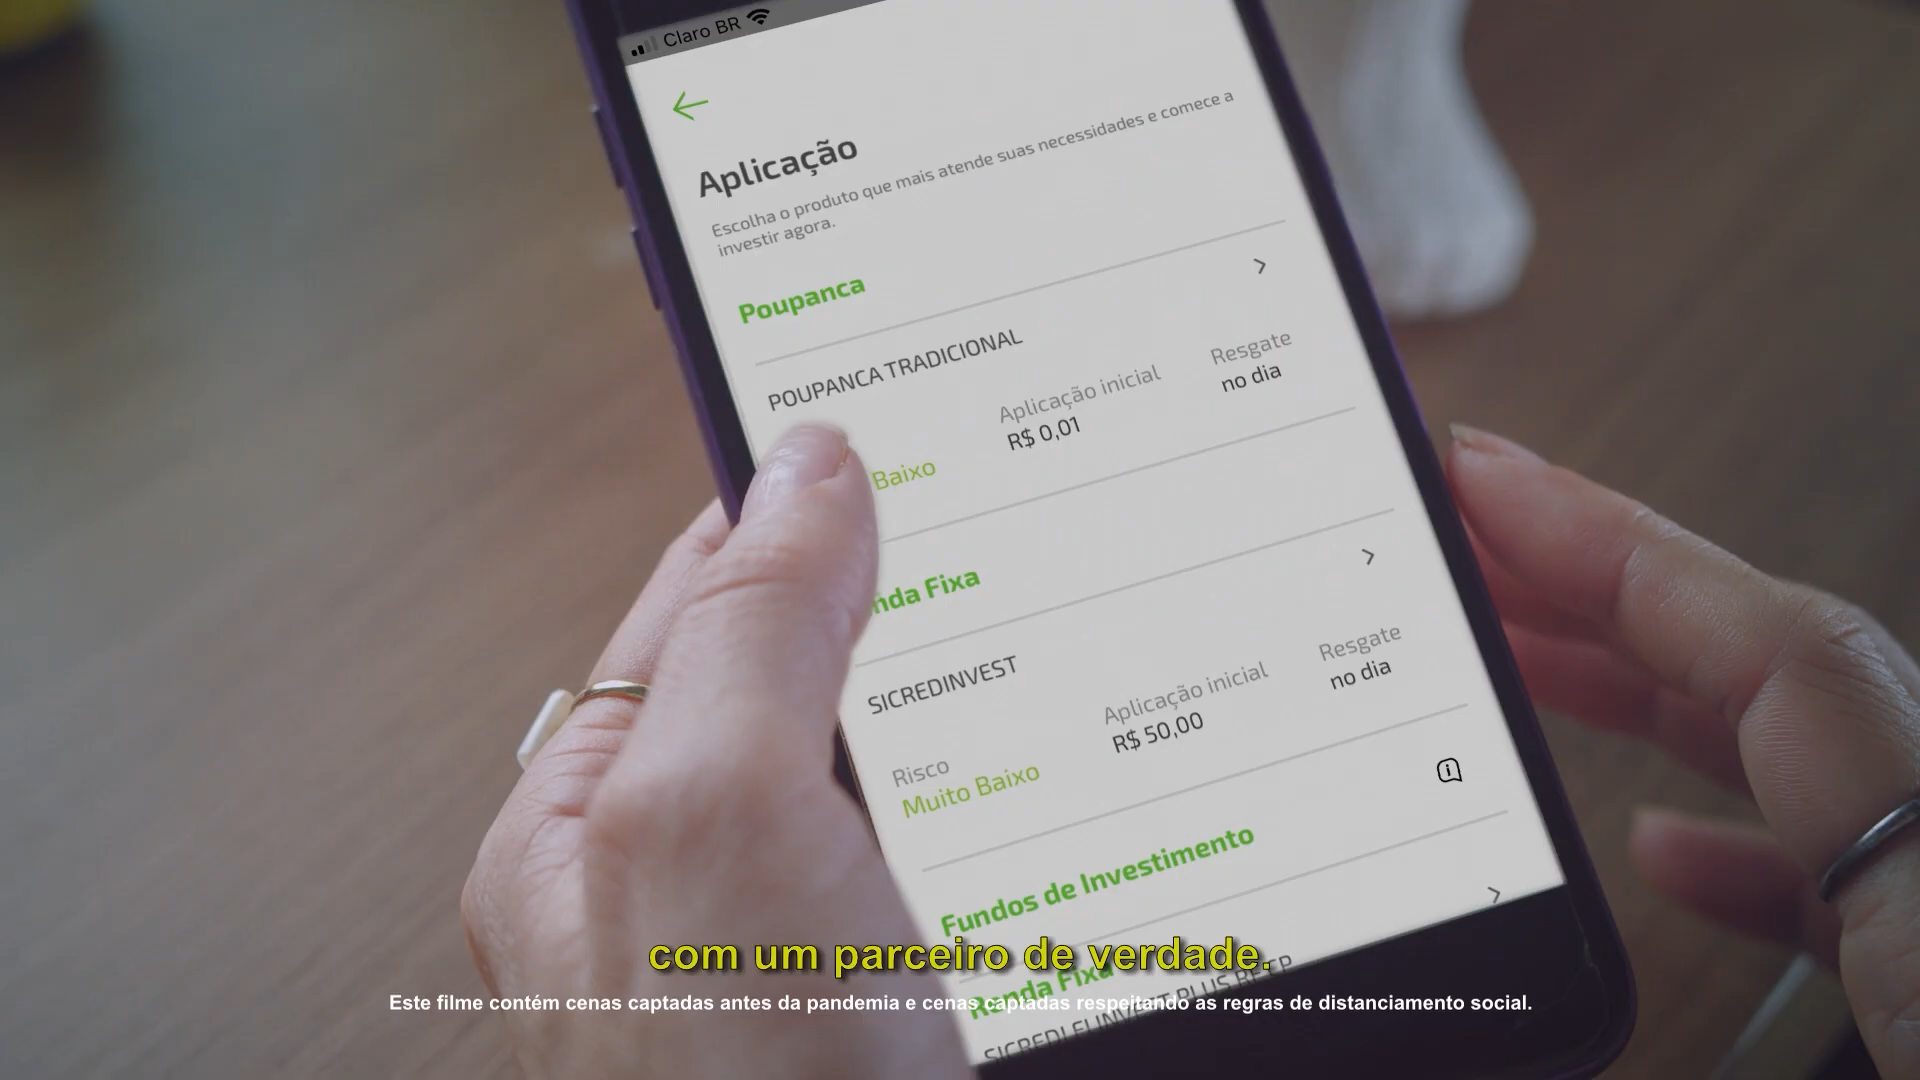 Claro BR
Aplicação
Escolha o produto que mais atende suas necessidades e comece a
investir agora.
Poupanca
POUPANCA TRADICIONAL
Baixo
Aplicação inicial
R$ 0,01
Resgate
no dia
nda Fixa
SICREDINVEST
Risco
Muito Baixo
Aplicação inicial
R$ 50,00
Resgate
no dia
Fundos de Investimento
com um parceiro de verdade.
Renda Fixa
Este filme contém cenas captadas antes da pandemia e cenas captadas respeitando as regras de distanciamento social.